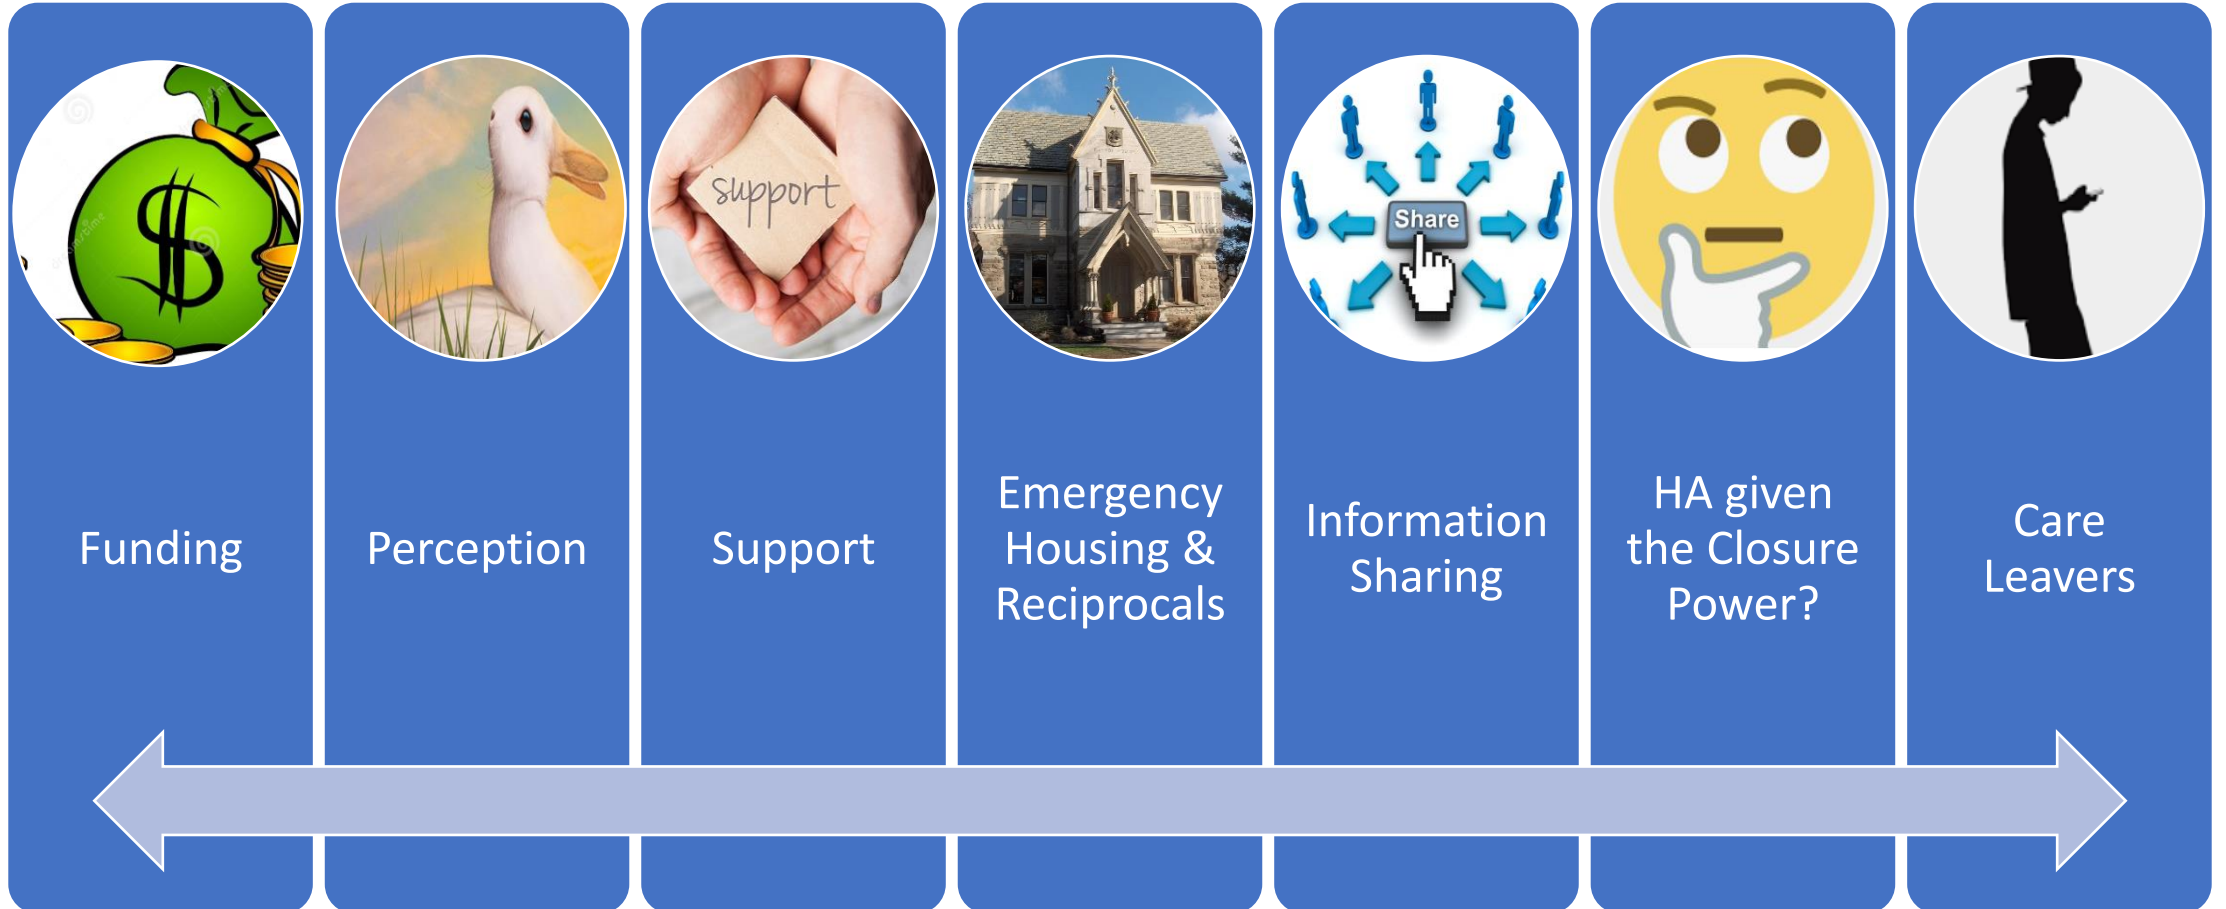 $
support
Share
Funding
Perception
Support
Emergency
Housing &
Reciprocals
Information
Sharing
HA given
the Closure
Power?
Care
Leavers